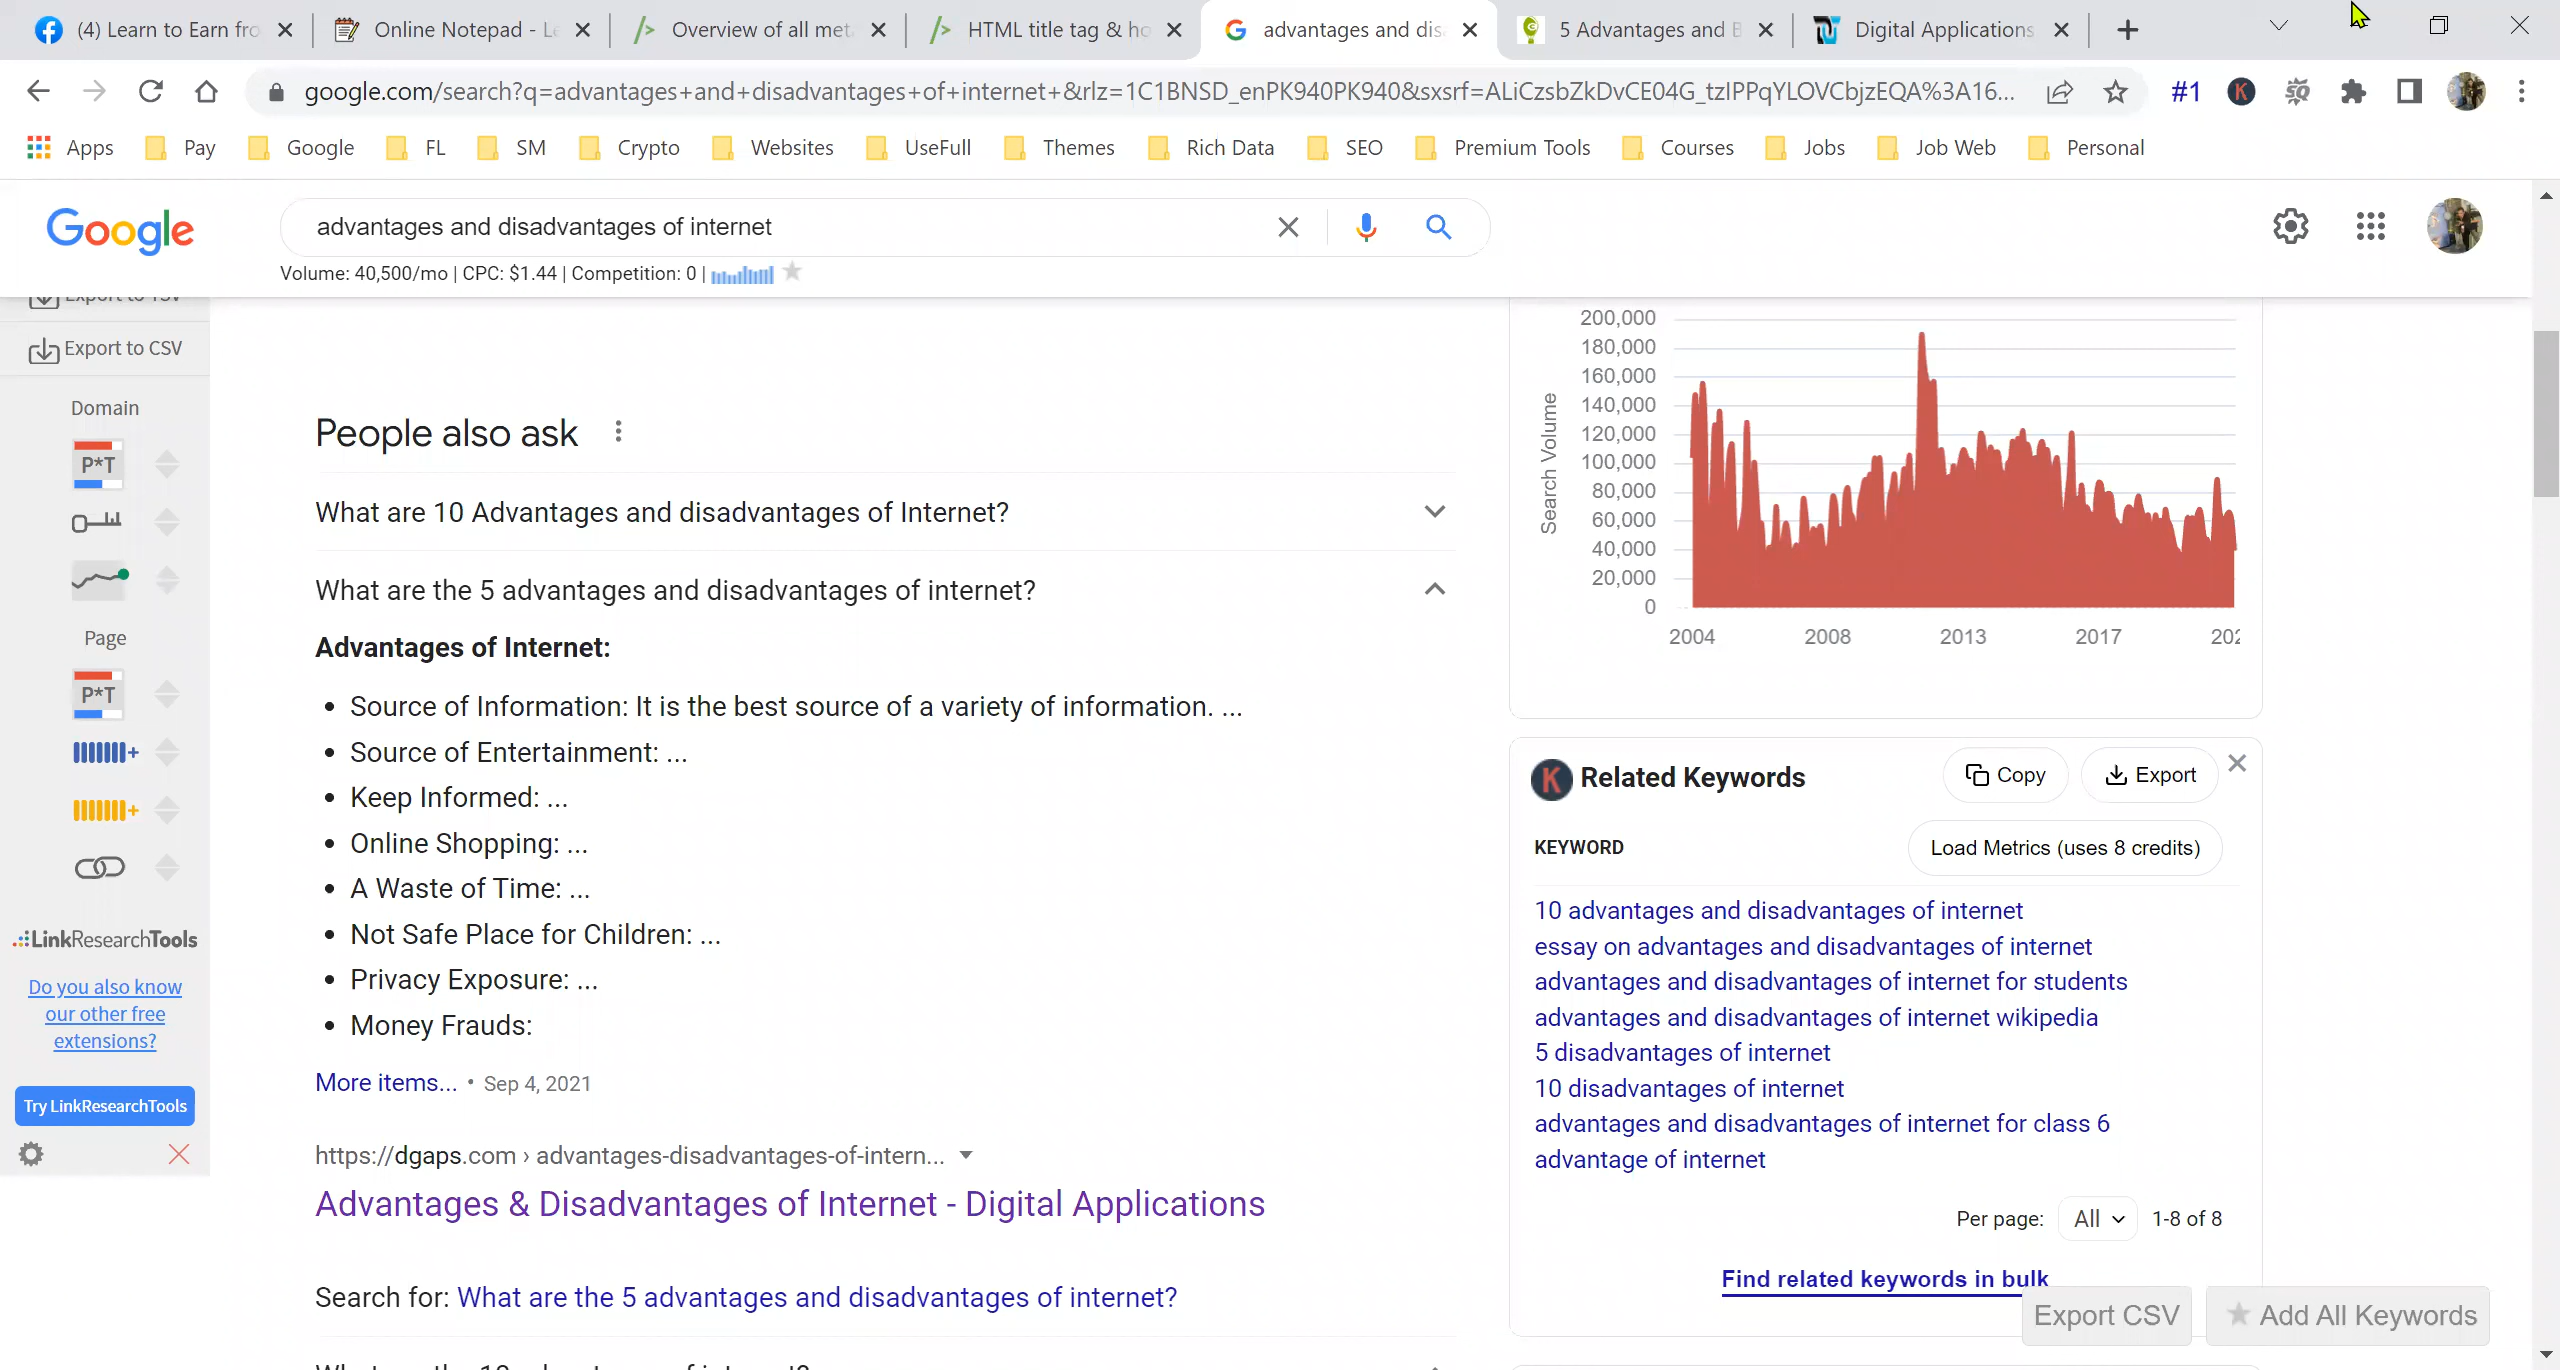 (4) Learn to Earn fro
Online Notepad - Le
Overview of all meta
HTML title tag & ho
advantages and dis
5 Advantages and B
Digital Applications
google.com/search?q=advantages+and+disadvantages+of+internet+&rlz=1C1BNSD_enPK940PK940&sxsrf=ALiCzsbZkDvCE04G_tzIPPqYLOVCbjzEQA%3A16...
#1
K
SQ
Apps
Pay
Google
FL
SM
Crypto
Websites
UseFull
Themes
Rich Data
SEO
Premium Tools
Courses
Jobs
Job Web
Personal
Google
advantages and disadvantages of internet
Volume: 40,500/mo | CPC: $1.44 | Competition: 0 |
Export to CSV
Domain
P*T
Page
P*T
LinkResearchTools
Do you also know
our other free
extensions?
Try LinkResearchTools
People also ask
What are 10 Advantages and disadvantages of Internet?
What are the 5 advantages and disadvantages of internet?
Advantages of Internet:
• Source of Information: It is the best source of a variety of information. ...
• Source of Entertainment: ...
• Keep Informed: ...
• Online Shopping: ...
• A Waste of Time: ...
• Not Safe Place for Children: ...
• Privacy Exposure: ...
• Money Frauds:
More items... • Sep 4, 2021
https://dgaps.com › advantages-disadvantages-of-intern...
Advantages & Disadvantages of Internet - Digital Applications
Search for: What are the 5 advantages and disadvantages of internet?
Search Volume
200,000
180,000
160,000
140,000
120,000
100,000
80,000
60,000
40,000
20,000
0
2004 2008 2013 2017 202
K Related Keywords
Copy
Export
KEYWORD
Load Metrics (uses 8 credits)
10 advantages and disadvantages of internet
essay on advantages and disadvantages of internet
advantages and disadvantages of internet for students
advantages and disadvantages of internet wikipedia
5 disadvantages of internet
10 disadvantages of internet
advantages and disadvantages of internet for class 6
advantage of internet
Per page: All 1-8 of 8
Find related keywords in bulk
Export CSV
Add All Keywords